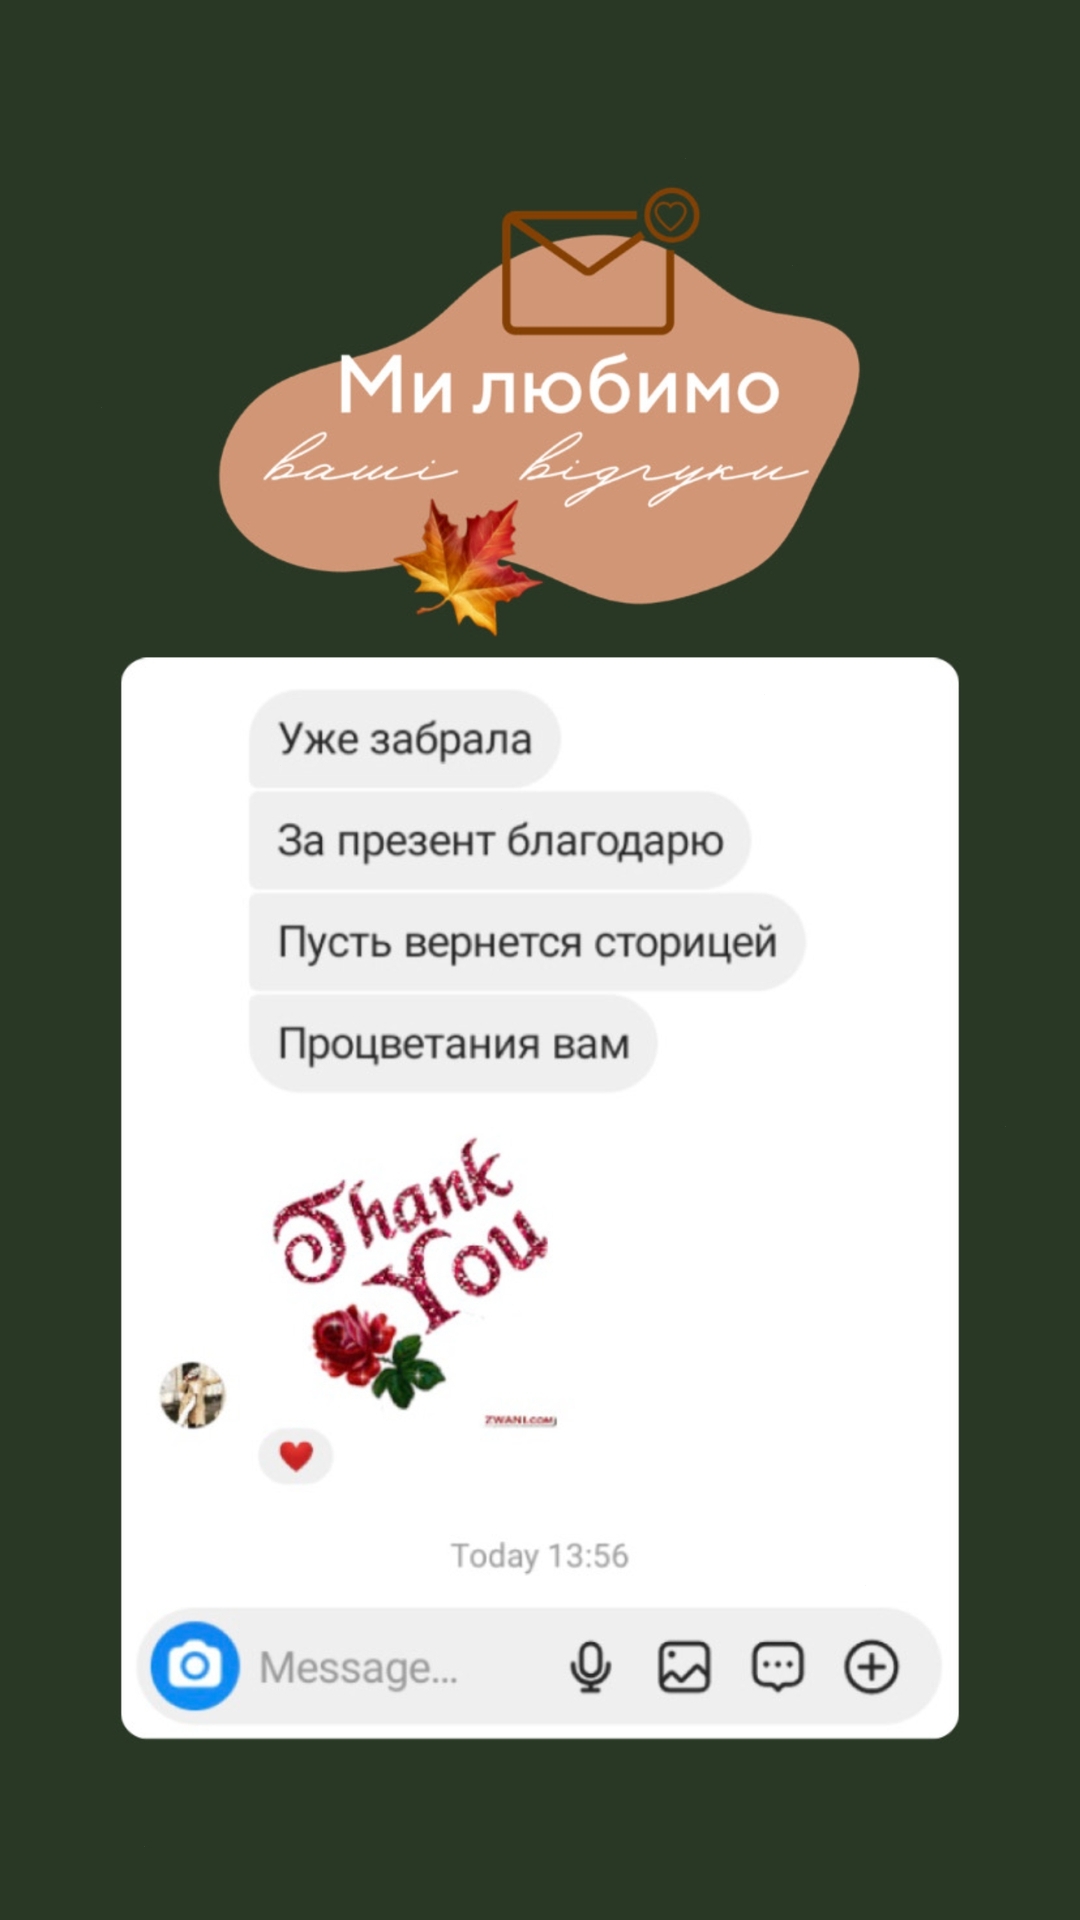 Ми любимо
ваші відгуки
Уже забрала
За презент благодарю
Пусть вернется сторицей
Процветания вам
Thank
You
ZWANI.COM
Today 13:56
Message...